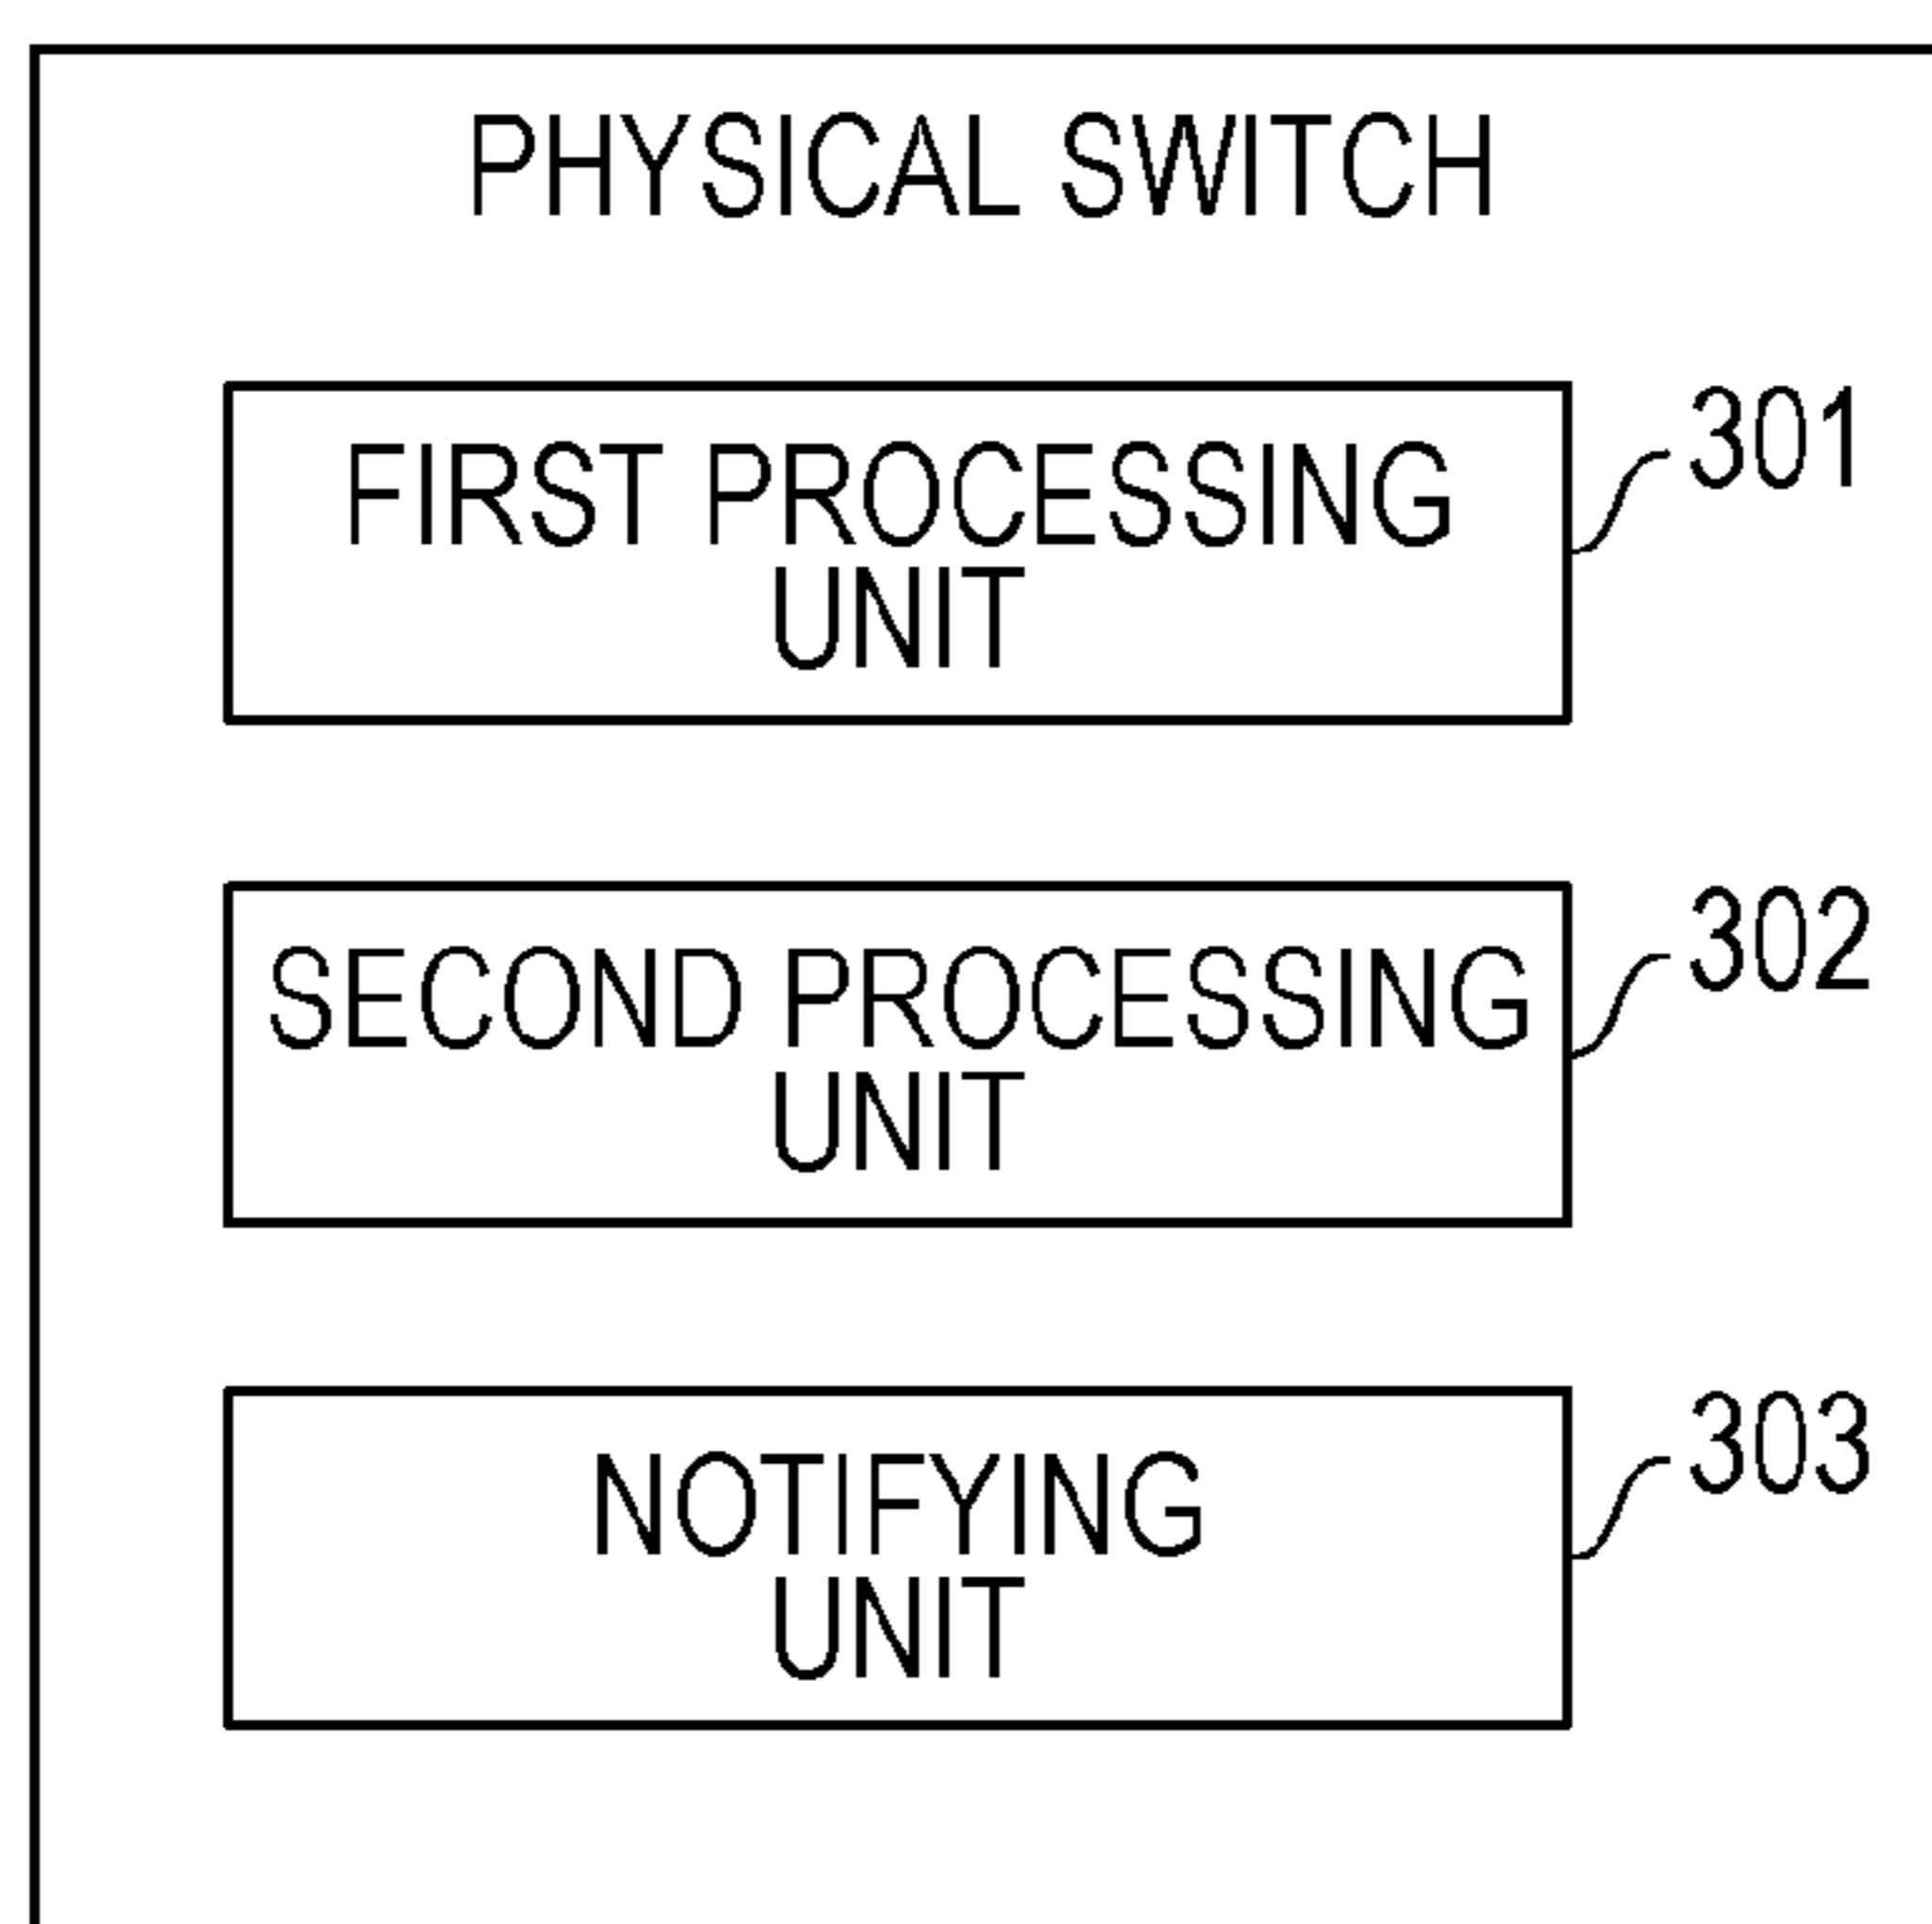 PHYSICAL SWITCH
FIRST PROCESSING
UNIT
301
SECOND PROCESSING
UNIT
302
NOTIFYING
UNIT
303